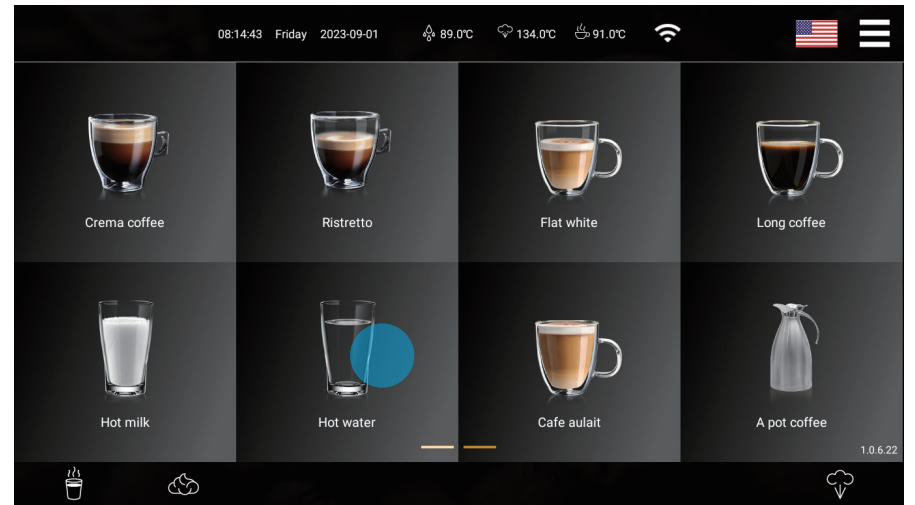 08:14:43 Friday 2023-09-01 89.0℃ 134.0℃ 91.0℃
Crema coffee Ristretto Flat white Long coffee
Hot milk Hot water Cafe aulait A pot coffee
1.0.6.22